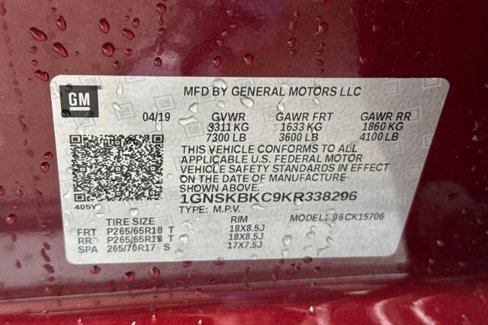 GM
MFD BY GENERAL MOTORS LLC
04/19 GVWR GAWR FRT GAWR RR
3311 KG 1633 KG 1860 KG
7300 LB 3600 LB 4100 LB
THIS VEHICLE CONFORMS TO ALL
APPLICABLE U.S. FEDERAL MOTOR
VEHICLE SAFETY STANDARDS IN EFFECT
ON THE DATE OF MANUFACTURE
SHOWN ABOVE.
1GNSKBKC9KR338296
405Y
TYPE: M.P.V. MODEL: 96CK15706
TIRE SIZE RIM
FRT P265/65R18 T 18X8.5J
RR P265/65R18 T 18X8.5J
SPA 265/70R17 S 17X7.5J